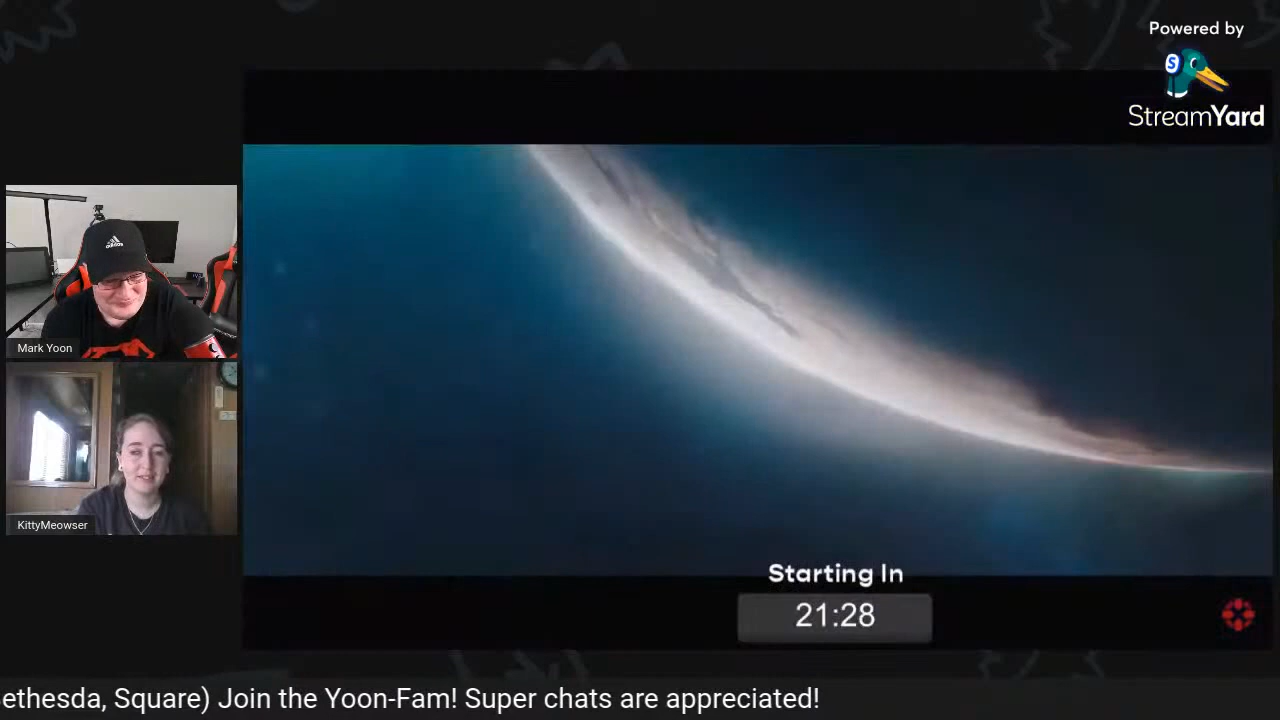 Powered by
StreamYard
Mark Yoon
KittyMeowser
Starting In
21:28
ethesda, Square) Join the Yoon-Fam! Super chats are appreciated!